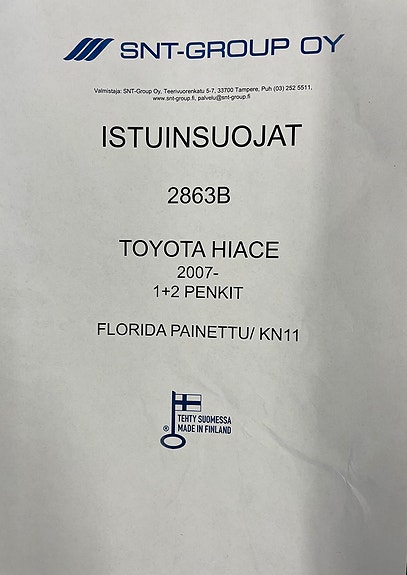 SNT-GROUP OY
Valmistaja: SNT-Group Oy, Teerivuorenkatu 5-7, 33700 Tampere, Puh (03) 252 5511,
www.snt-group.fi, palvelu@snt-group.fi
ISTUINSUOJAT
2863B
TOYOTA HIACE
2007-
1+2 PENKIT
FLORIDA PAINETTU/ KN11
TEHTY SUOMESSA
® MADE IN FINLAND